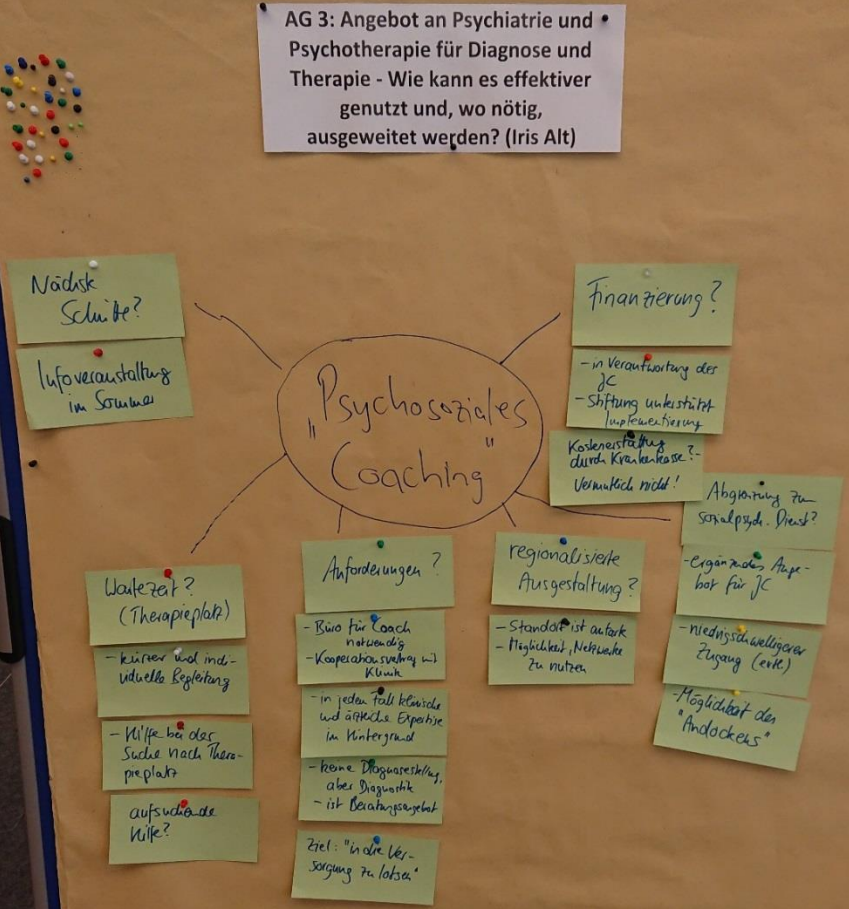 AG 3: Angebot an Psychiatrie und
Psychotherapie für Diagnose und
Therapie - Wie kann es effektiver
genutzt und, wo nötig,
ausgeweitet werden? (Iris Alt)
Nächste
Schritte?
Infoveranstaltung
im Sommer
„Psychosoziales
Coaching"
Finanzierung?
- in Verantwortung des
JC
- Stiftung unterstützt
Implementierung
Kostenerstattung
durch Krankenkasse? -
Vermutlich nicht!
Abgrenzung zum
sozialpsych. Dienst?
- ergänzendes Ange-
bot für JC
- niedrigschwelligerer
Zugang (evtl.)
- Möglichkeit des
"Andockens"
Wartezeit?
(Therapieplatz)
- kürzer und indi-
viduelle Begleitung
- Hilfe bei der
Suche nach Thera-
pieplatz
aufsuchende
Hilfe?
Anforderungen?
- Büro für Coach
notwendig
- Kooperationsvertrag mit
Klinik
- in jedem Fall klinische
und ärztliche Expertise
im Hintergrund
- keine Diagnosestellung,
aber Diagnostik
- ist Beratungsangebot
Ziel: "in die Ver-
sorgung zu lotsen"
regionalisierte
Ausgestaltung?
- Standort ist autark
- Möglichkeit, Netzwerke
zu nutzen